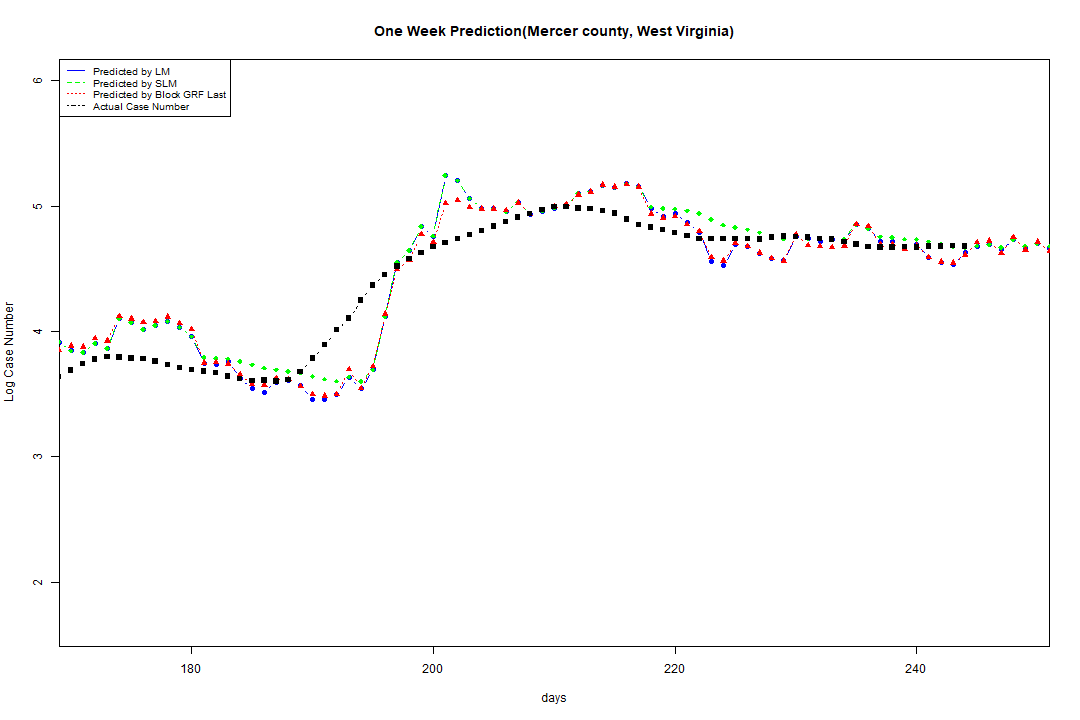 One Week Prediction(Mercer county, West Virginia)
Predicted by LM
Predicted by SLM
Predicted by Block GRF Last
Actual Case Number
Log Case Number
6
5
4
3
2
180
200
220
240
days